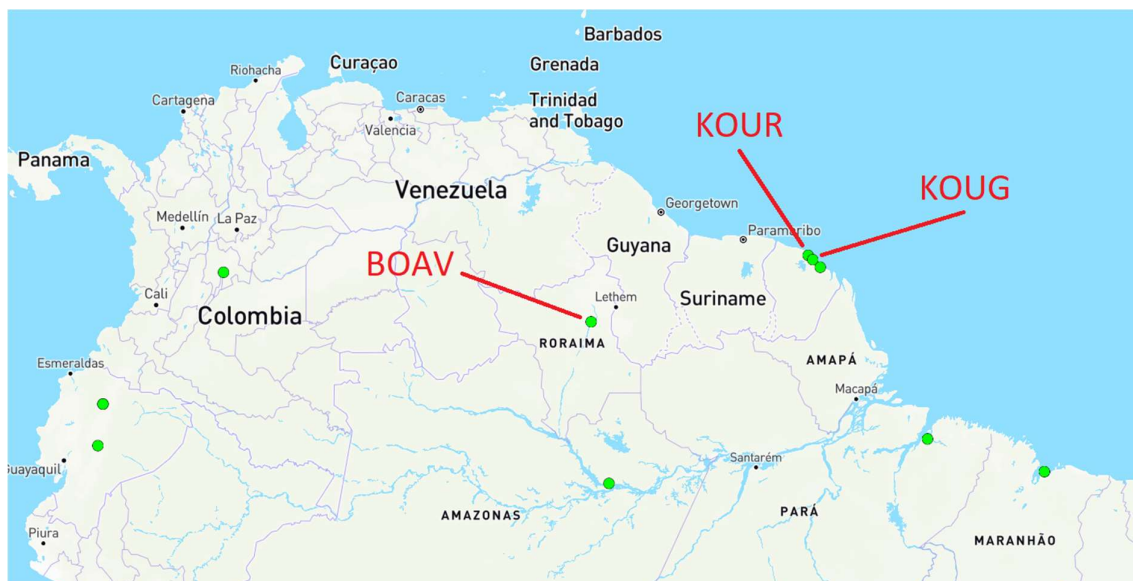 Barbados
Curaçao
Grenada
Riohacha
Cartagena
Caracas
Trinidad
and Tobago
Valencia
KOUR
Panama
KOUG
Venezuela
Georgetown
Medellín
La Paz
Paramaribo
Guyana
BOAV
Cali
Lethem
Suriname
Colombia
RORAIMA
AMAPÁ
Esmeraldas
Macapá
Santarém
Guayaquil
AMAZONAS
PARÁ
Piura
MARANHÃO